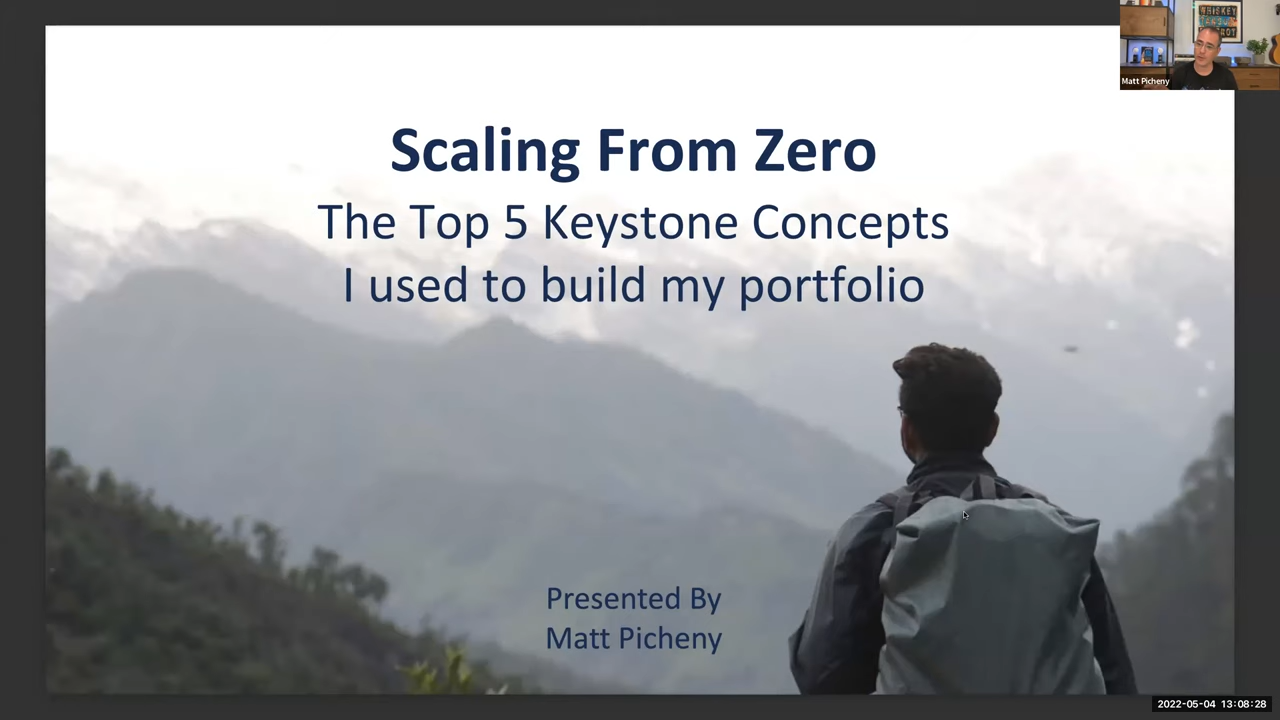 Scaling From Zero
The Top 5 Keystone Concepts
I used to build my portfolio
Presented By
Matt Picheny
WHISKEY
Matt Picheny
2022-05-04 13:08:28